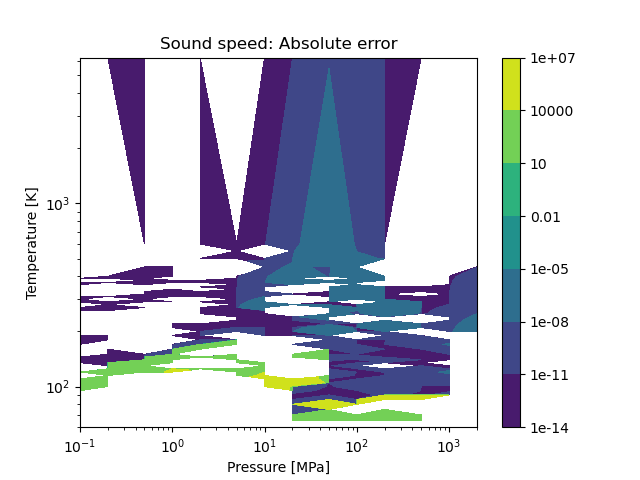 Sound speed: Absolute error
Temperature [K]
10³
10²
10⁻¹
10⁰
10¹
10²
10³
Pressure [MPa]
1e+07
10000
10
0.01
1e-05
1e-08
1e-11
1e-14